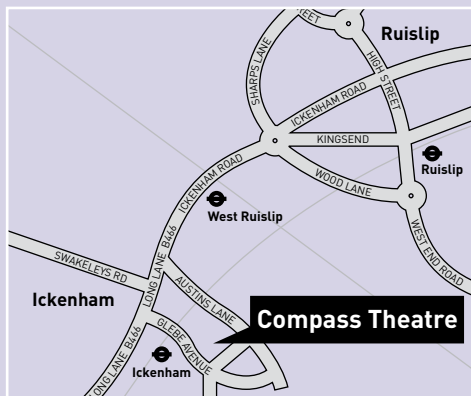 REET
Ruislip
SHARPS LANE
HIGH STREET
ICKENHAM ROAD
KINGSEND
Ruislip
WOOD LANE
ICKENHAM ROAD
West Ruislip
WEST END ROAD
SWAKELEYS RD
LONG LANE B466
AUSTINS LANE
Ickenham
Compass Theatre
GLEBE AVENUE
Ickenham
LONG LANE B466